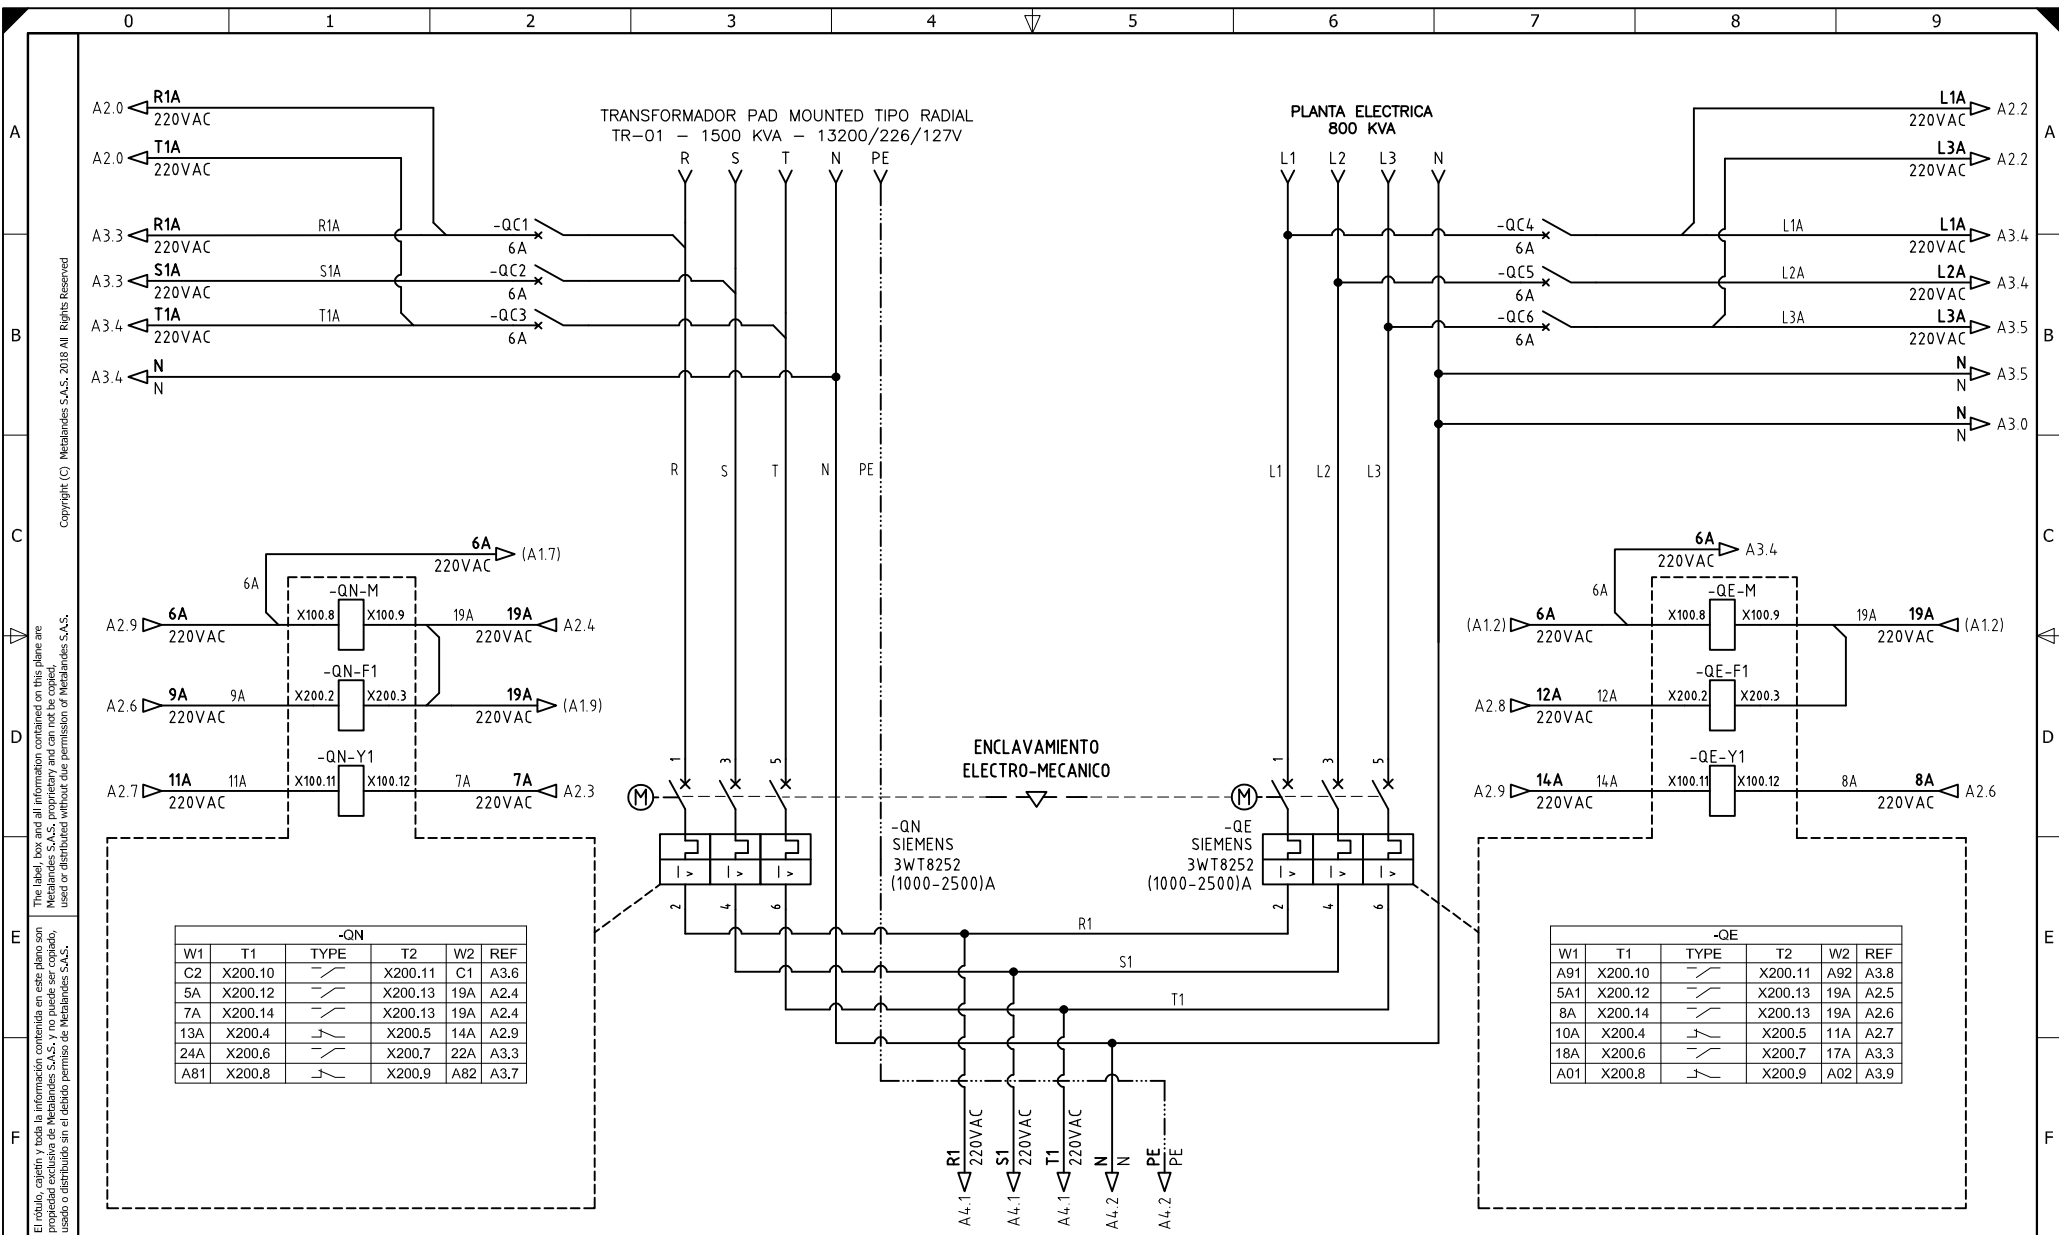 0 1 2 3 4 5 6 7 8 9
A B C D E F
A B C D E F
Copyright (C) Metalandes S.A.S. 2018 All Rights Reserved
The label, box and all information contained on this plane are
Metalandes S.A.S. proprietary and can not be copied,
used or distributed without due permission of Metalandes S.A.S.
El rótulo, cajetín y toda la información contenida en este plano son
propiedad exclusiva de Metalandes S.A.S. y no puede ser copiado,
usado o distribuido sin el debido permiso de Metalandes S.A.S.
A2.0 R1A
220VAC
A2.0 T1A
220VAC
A3.3 R1A R1A -QC1
220VAC 6A
A3.3 S1A S1A -QC2
220VAC 6A
A3.4 T1A T1A -QC3
220VAC 6A
A3.4 N
N
TRANSFORMADOR PAD MOUNTED TIPO RADIAL
TR-01 - 1500 KVA - 13200/226/127V
R S T N PE
R S T N PE
PLANTA ELECTRICA
800 KVA
L1 L2 L3 N
L1 L2 L3
L1A A2.2
220VAC
L3A A2.2
220VAC
-QC4 L1A L1A A3.4
6A 220VAC
-QC5 L2A L2A A3.4
6A 220VAC
-QC6 L3A L3A A3.5
6A 220VAC
N A3.5
N
N A3.0
N
6A (A1.7)
220VAC
6A
-QN-M
A2.9 6A X100.8 X100.9 19A 19A A2.4
220VAC 220VAC
-QN-F1
A2.6 9A 9A X200.2 X200.3 19A (A1.9)
220VAC 220VAC
-QN-Y1
A2.7 11A 11A X100.11 X100.12 7A 7A A2.3
220VAC 220VAC
6A A3.4
220VAC
6A
-QE-M
(A1.2) 6A X100.8 X100.9 19A 19A (A1.2)
220VAC 220VAC
-QE-F1
A2.8 12A 12A X200.2 X200.3
220VAC
-QE-Y1
A2.9 14A 14A X100.11 X100.12 8A 8A A2.6
220VAC 220VAC
ENCLAVAMIENTO
ELECTRO-MECANICO
M 1 3 5
I> I> I>
2 4 6
-QN
SIEMENS
3WT8252
(1000-2500)A
M 1 3 5
I> I> I>
2 4 6
-QE
SIEMENS
3WT8252
(1000-2500)A
R1
S1
T1
-QN
W1 T1 TYPE T2 W2 REF
C2 X200.10 X200.11 C1 A3.6
5A X200.12 X200.13 19A A2.4
7A X200.14 X200.13 19A A2.4
13A X200.4 X200.5 14A A2.9
24A X200.6 X200.7 22A A3.3
A81 X200.8 X200.9 A82 A3.7
-QE
W1 T1 TYPE T2 W2 REF
A91 X200.10 X200.11 A92 A3.8
5A1 X200.12 X200.13 19A A2.5
8A X200.14 X200.13 19A A2.6
10A X200.4 X200.5 11A A2.7
18A X200.6 X200.7 17A A3.3
A01 X200.8 X200.9 A02 A3.9
R1 220VAC A4.1
S1 220VAC A4.1
T1 220VAC A4.1
N N A4.2
PE PE A4.2